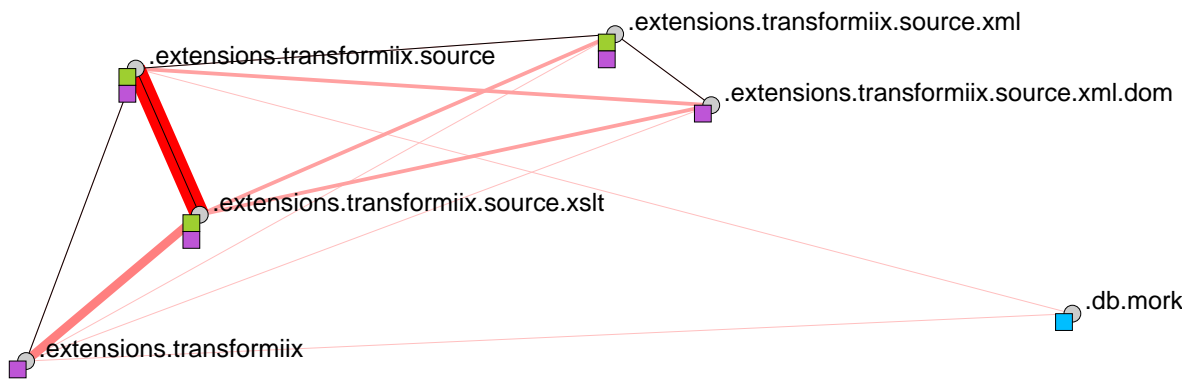 .extensions.transformiix.source.xml
.extensions.transformiix.source
.extensions.transformiix.source.xml.dom
.extensions.transformiix.source.xslt
.db.mork
.extensions.transformiix